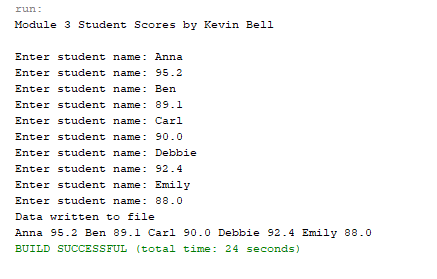 run:
Module 3 Student Scores by Kevin Bell
Enter student name: Anna
Enter student name: 95.2
Enter student name: Ben
Enter student name: 89.1
Enter student name: Carl
Enter student name: 90.0
Enter student name: Debbie
Enter student name: 92.4
Enter student name: Emily
Enter student name: 88.0
Data written to file
Anna 95.2 Ben 89.1 Carl 90.0 Debbie 92.4 Emily 88.0
BUILD SUCCESSFUL (total time: 24 seconds)